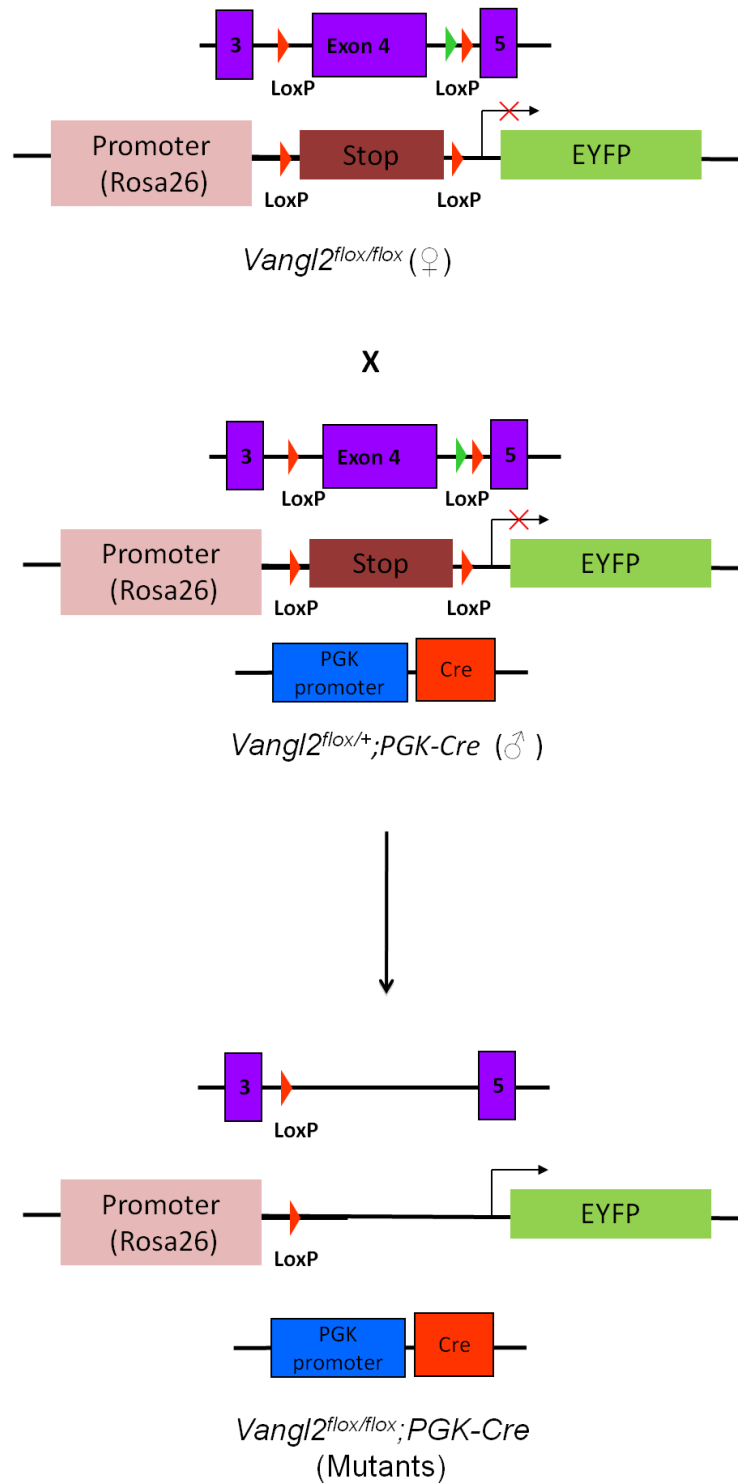 3 Exon 4 5
LoxP LoxP
Promoter (Rosa26) Stop EYFP
LoxP LoxP
Vangl2flox/flox (♀)
X
3 Exon 4 5
LoxP LoxP
Promoter (Rosa26) Stop EYFP
LoxP LoxP
PGK promoter Cre
Vangl2flox/+;PGK-Cre (♂)
3 5
LoxP
Promoter (Rosa26) EYFP
LoxP
PGK promoter Cre
Vangl2flox/flox;PGK-Cre
(Mutants)